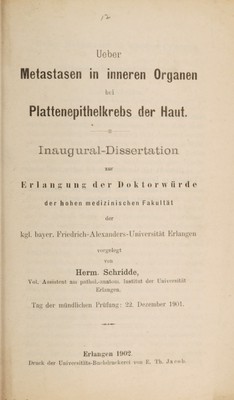 Ueber
Metastasen in inneren Organen
bei
Plattenepithelkrebs der Haut.
Inaugural-Dissertation
zur
Erlangung der Doktorwürde
der hohen medizinischen Fakultät
der
kgl. bayer. Friedrich-Alexanders-Universität Erlangen
vorgelegt
von
Herm. Schridde,
Vol. Assistent am pathol.-anatom. Institut der Universität
Erlangen.
Tag der mündlichen Prüfung: 22. Dezember 1901.
Erlangen 1902.
Druck der Universitäts-Buchdruckerei von E. Th. Jacob.